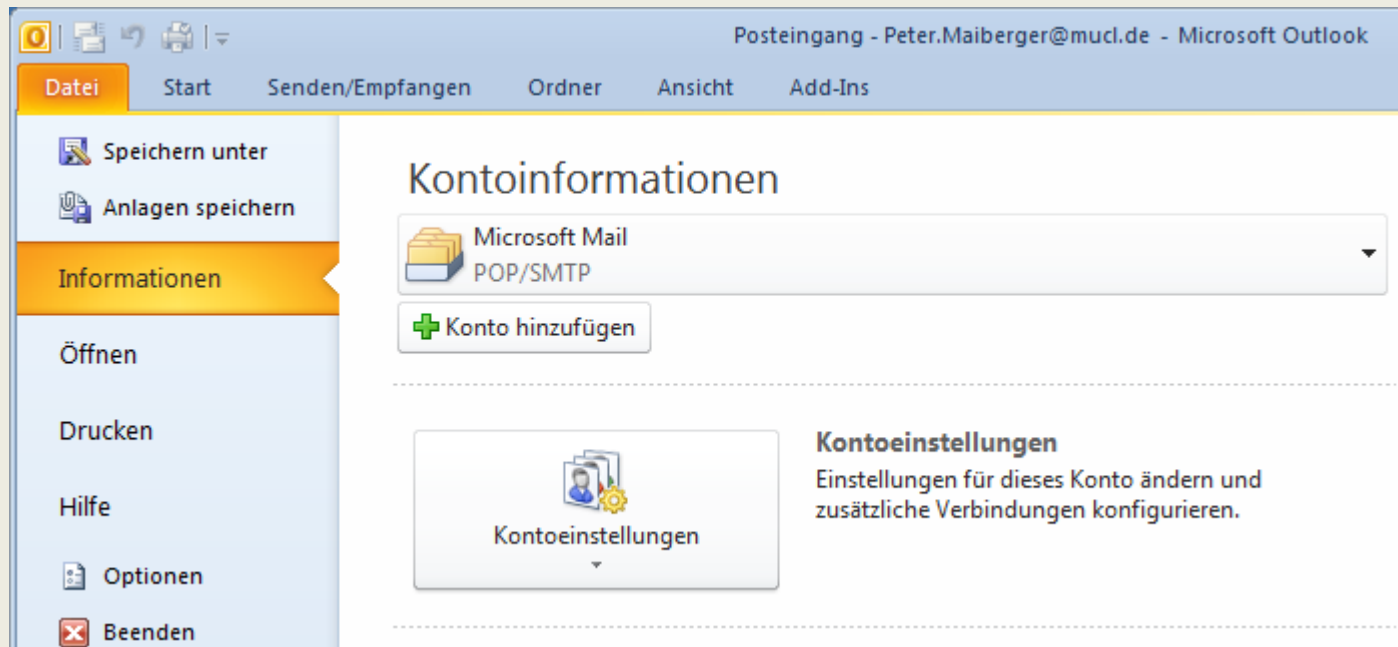 Posteingang - Peter.Maiberger@mucl.de - Microsoft Outlook
Datei Start Senden/Empfangen Ordner Ansicht Add-Ins
Speichern unter
Anlagen speichern
Informationen
Öffnen
Drucken
Hilfe
Optionen
Beenden
Kontoinformationen
Microsoft Mail
POP/SMTP
Konto hinzufügen
Kontoeinstellungen
Kontoeinstellungen
Einstellungen für dieses Konto ändern und
zusätzliche Verbindungen konfigurieren.